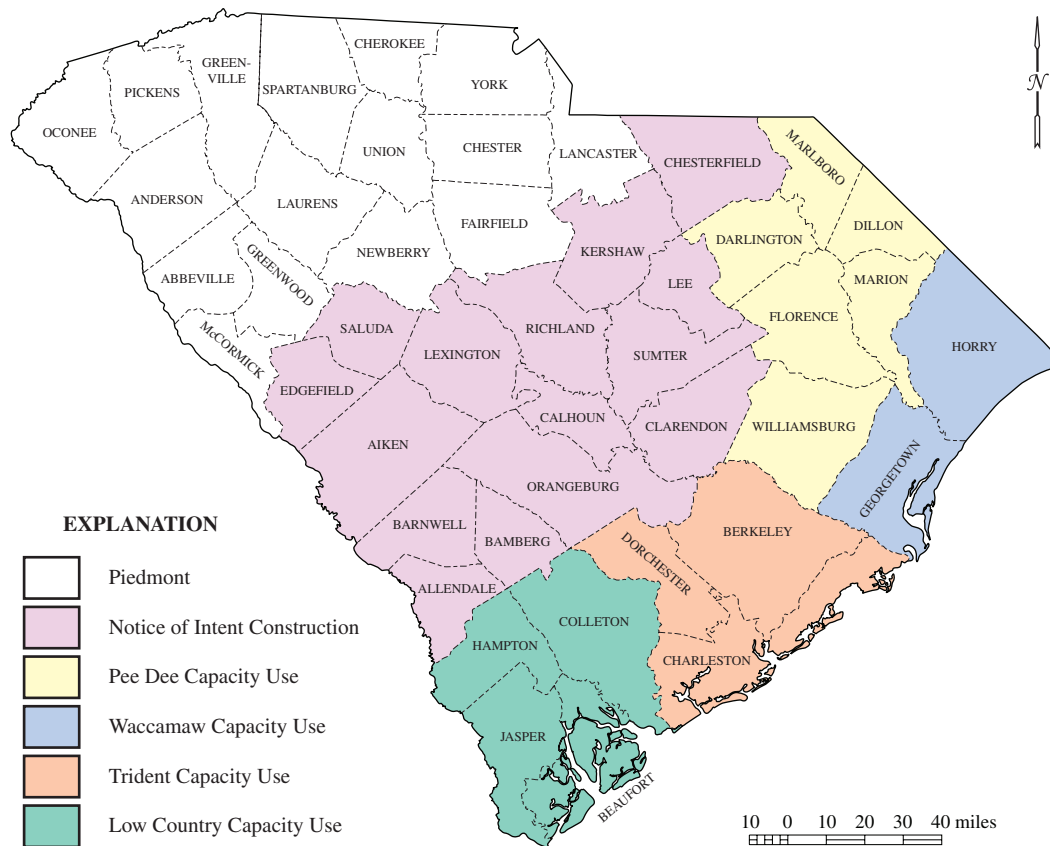 CHEROKEE
GREEN-
VILLE
PICKENS
SPARTANBURG
YORK
OCONEE
UNION
CHESTER
LANCASTER
CHESTERFIELD
MARLBORO
ANDERSON
LAURENS
FAIRFIELD
DARLINGTON
DILLON
NEWBERRY
KERSHAW
ABBEVILLE
GREENWOOD
LEE
MARION
McCORMICK
SALUDA
RICHLAND
FLORENCE
LEXINGTON
SUMTER
HORRY
EDGEFIELD
CALHOUN
CLARENDON
WILLIAMSBURG
AIKEN
GEORGETOWN
ORANGEBURG
BARNWELL
BAMBERG
BERKELEY
DORCHESTER
ALLENDALE
COLLETON
HAMPTON
CHARLESTON
JASPER
BEAUFORT
N
EXPLANATION
Piedmont
Notice of Intent Construction
Pee Dee Capacity Use
Waccamaw Capacity Use
Trident Capacity Use
Low Country Capacity Use
10 0 10 20 30 40 miles